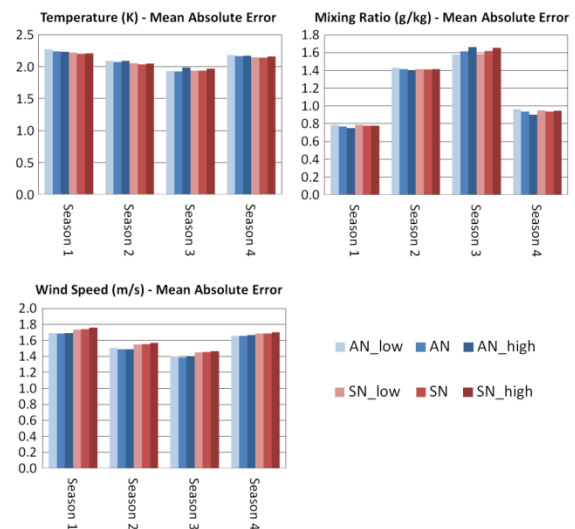 Temperature (K) - Mean Absolute Error
2.5
2.0
1.5
1.0
0.5
0.0
Season 1
Season 2
Season 3
Season 4
Mixing Ratio (g/kg) - Mean Absolute Error
1.8
1.6
1.4
1.2
1.0
0.8
0.6
0.4
0.2
0.0
Season 1
Season 2
Season 3
Season 4
Wind Speed (m/s) - Mean Absolute Error
2.0
1.8
1.6
1.4
1.2
1.0
0.8
0.6
0.4
0.2
0.0
Season 1
Season 2
Season 3
Season 4
AN_low AN AN_high
SN_low SN SN_high